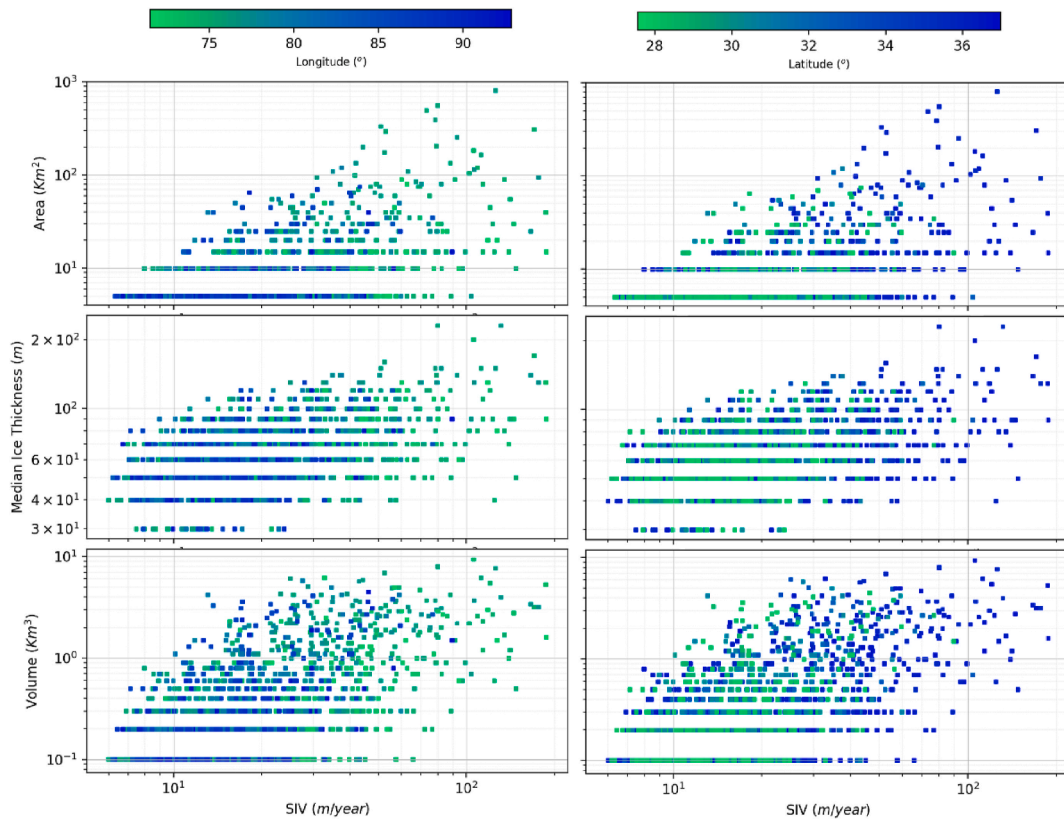 75 80 85 90
Longitude (°)
28 30 32 34 36
Latitude (°)
10³
10²
10¹
Area (Km²)
2 × 10²
10²
6 × 10¹
4 × 10¹
3 × 10¹
Median Ice Thickness (m)
10¹
10⁰
10⁻¹
Volume (Km³)
10¹ 10²
SIV (m/year)
10¹ 10²
SIV (m/year)